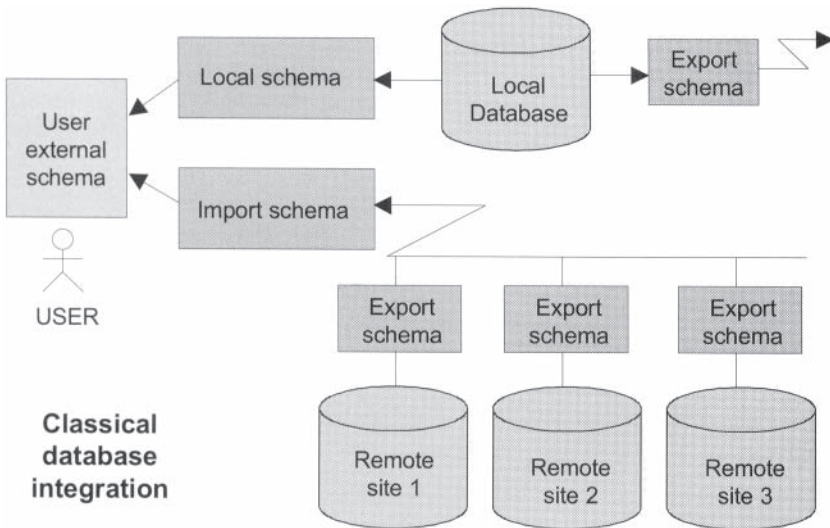 Local schema
Local
Database
Export
schema
User
external
schema
Import schema
USER
Export
schema
Export
schema
Export
schema
Classical
database
integration
Remote
site 1
Remote
site 2
Remote
site 3